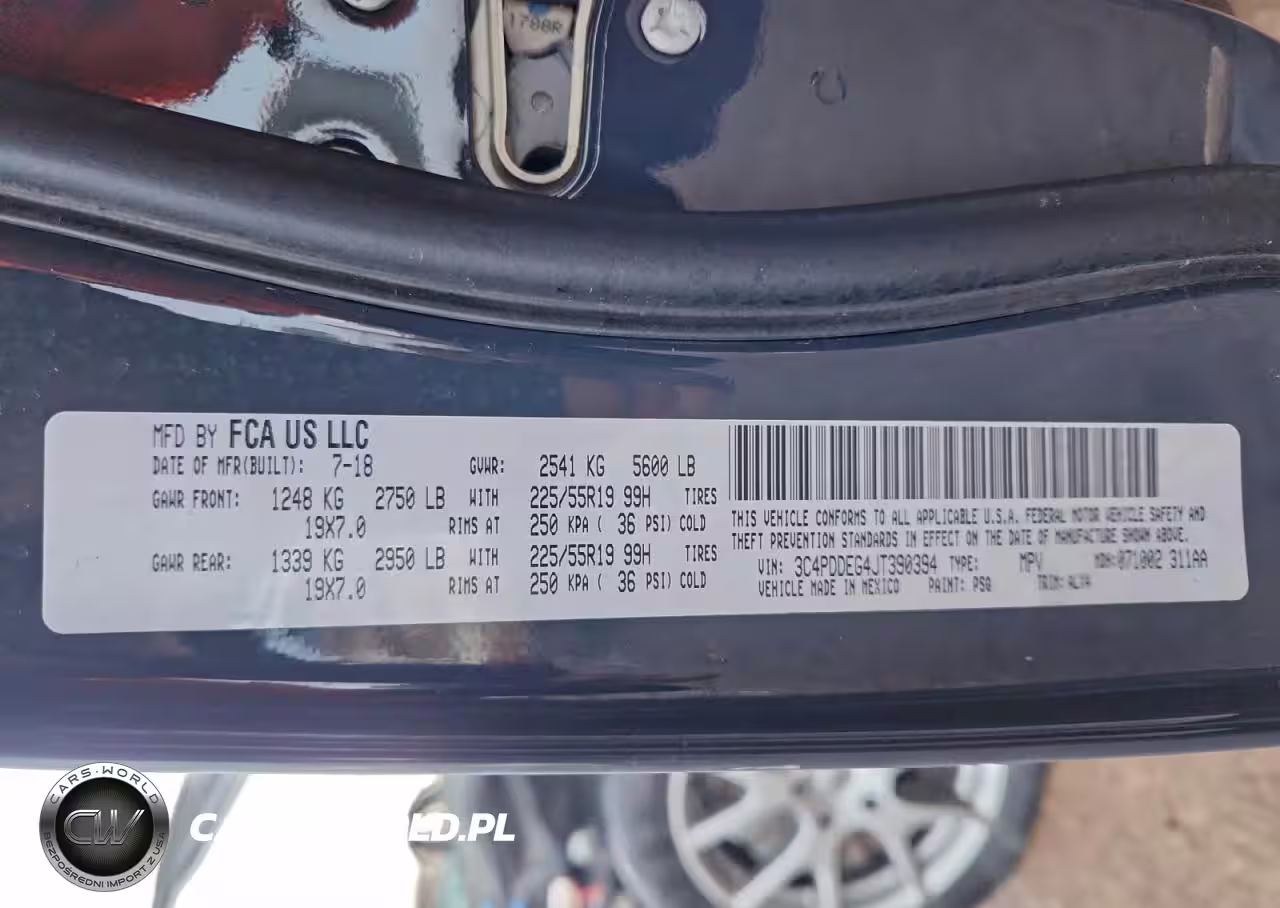 1788R
MFD BY FCA US LLC
DATE OF MFR(BUILT): 7-18 GVWR: 2541 KG 5600 LB
GAWR FRONT: 1248 KG 2750 LB WITH 225/55R19 99H TIRES
19X7.0 RIMS AT 250 KPA ( 36 PSI) COLD
GAWR REAR: 1339 KG 2950 LB WITH 225/55R19 99H TIRES
19X7.0 RIMS AT 250 KPA ( 36 PSI) COLD
THIS VEHICLE CONFORMS TO ALL APPLICABLE U.S.A. FEDERAL MOTOR VEHICLE SAFETY AND
THEFT PREVENTION STANDARDS IN EFFECT ON THE DATE OF MANUFACTURE SHOWN ABOVE.
VIN: 3C4PDDEG4JT390394 TYPE: MPV MDH:071002 311AA
VEHICLE MADE IN MEXICO PAINT: PSQ TRIM:
CARS-WORLD
CW
BEZPOŚREDNI IMPORT Z USA